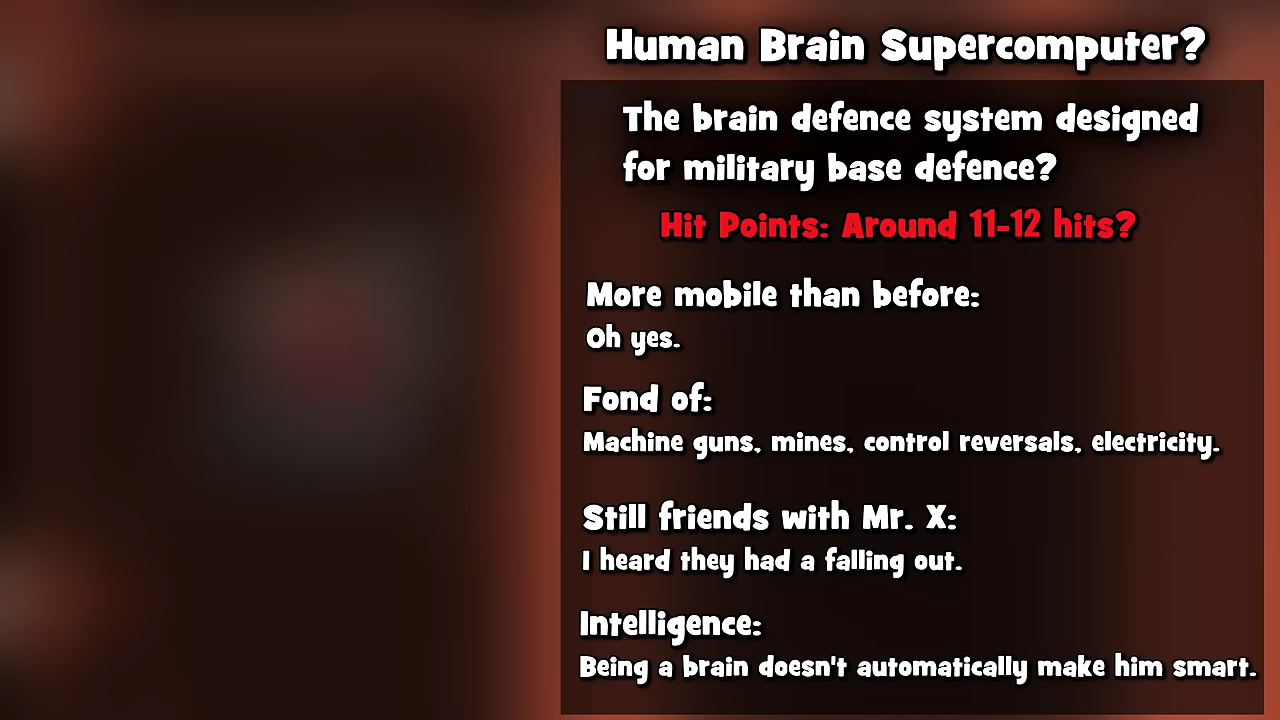 Human Brain Supercomputer?
The brain defence system designed
for military base defence?
Hit Points: Around 11-12 hits?
More mobile than before:
Oh yes.
Fond of:
Machine guns, mines, control reversals, electricity.
Still friends with Mr. X:
I heard they had a falling out.
Intelligence:
Being a brain doesn't automatically make him smart.